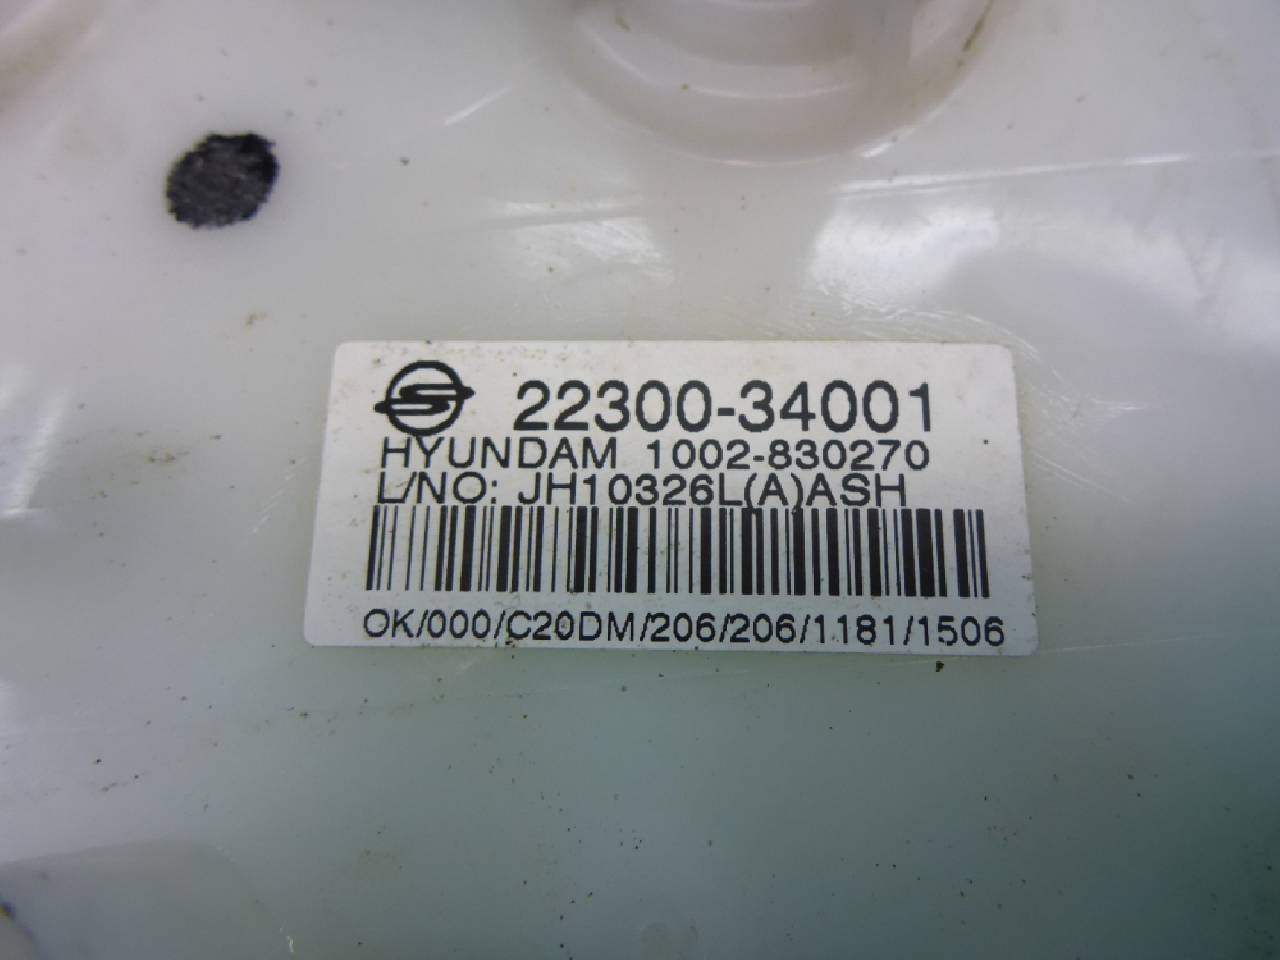 22300-34001
HYUNDAM 1002-830270
L/NO: JH10326L(A)ASH
OK/000/C20DM/206/206/1181/1506